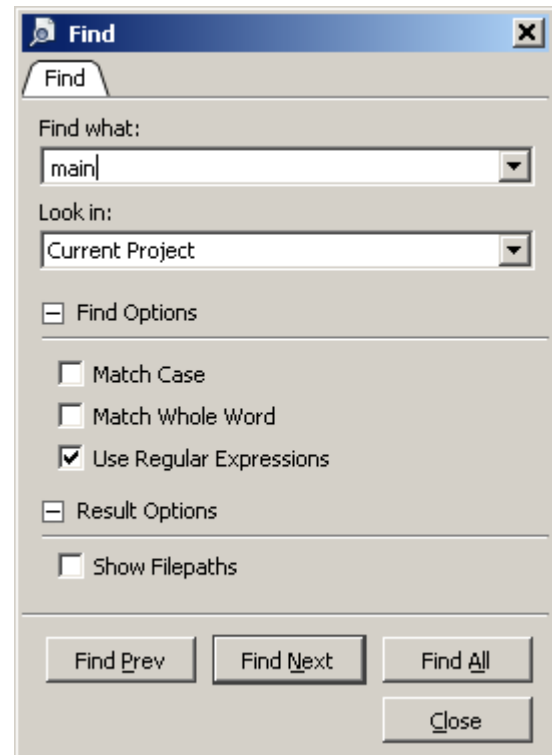 Find
Find
Find what:
main
Look in:
Current Project
Find Options
Match Case
Match Whole Word
Use Regular Expressions
Result Options
Show Filepaths
Find Prev Find Next Find All
Close